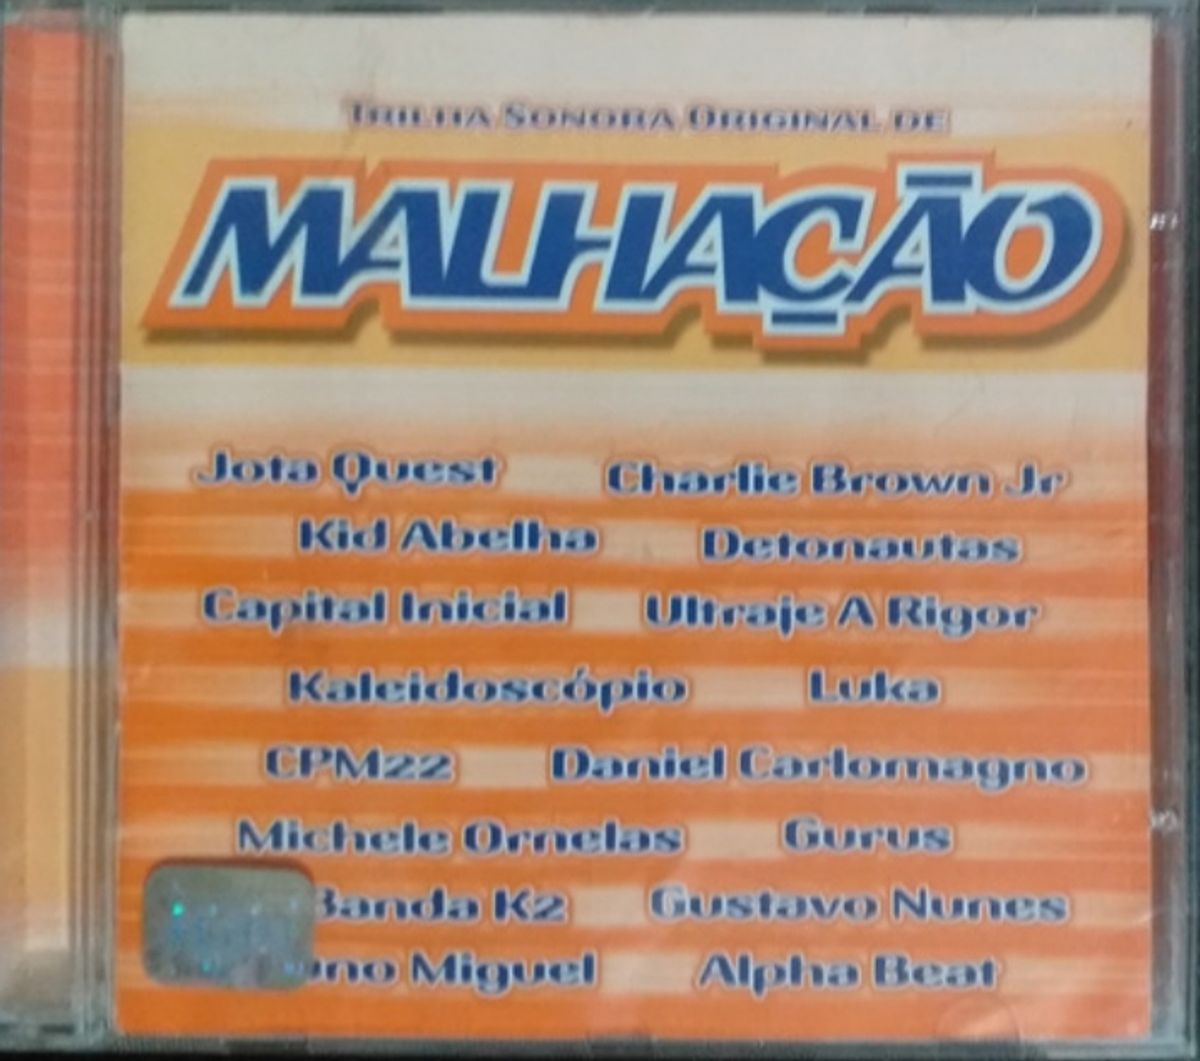 Trilha Sonora Original de
MALHAÇÃO
Jota Quest Charlie Brown Jr
Kid Abelha Detonautas
Capital Inicial Ultraje A Rigor
Kaleidoscópio Luka
CPM22 Daniel Carlomagno
Michele Ornelas Gurus
Banda K2 Gustavo Nunes
Miguel Alpha Beat